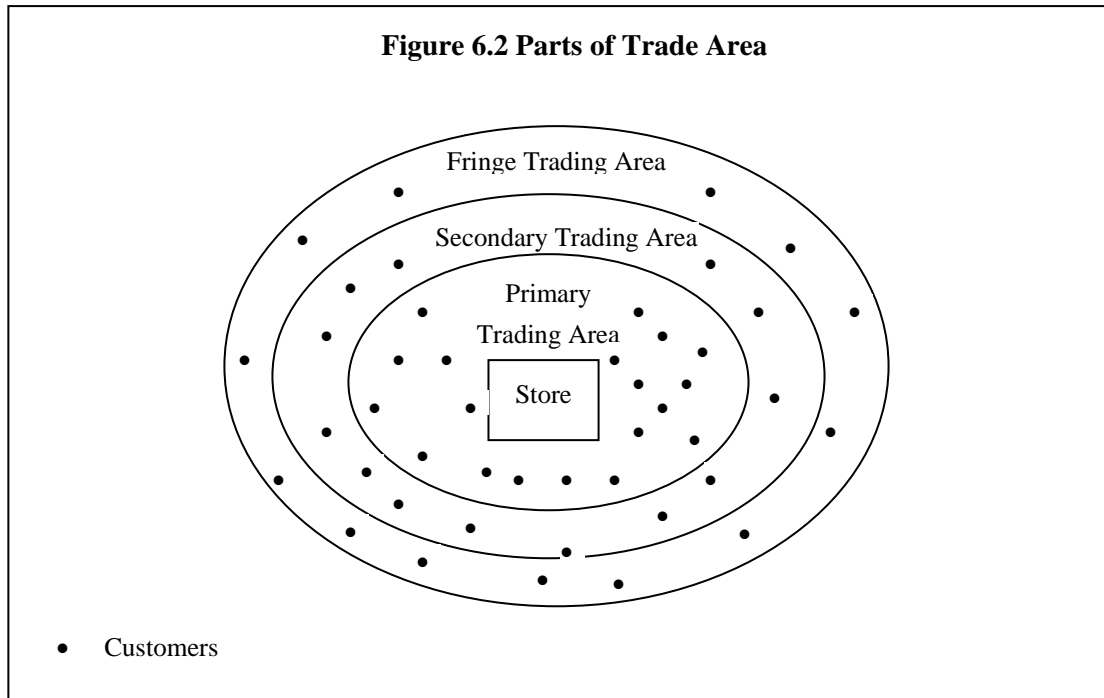 Figure 6.2 Parts of Trade Area
Fringe Trading Area
Secondary Trading Area
Primary
Trading Area
Store
Customers